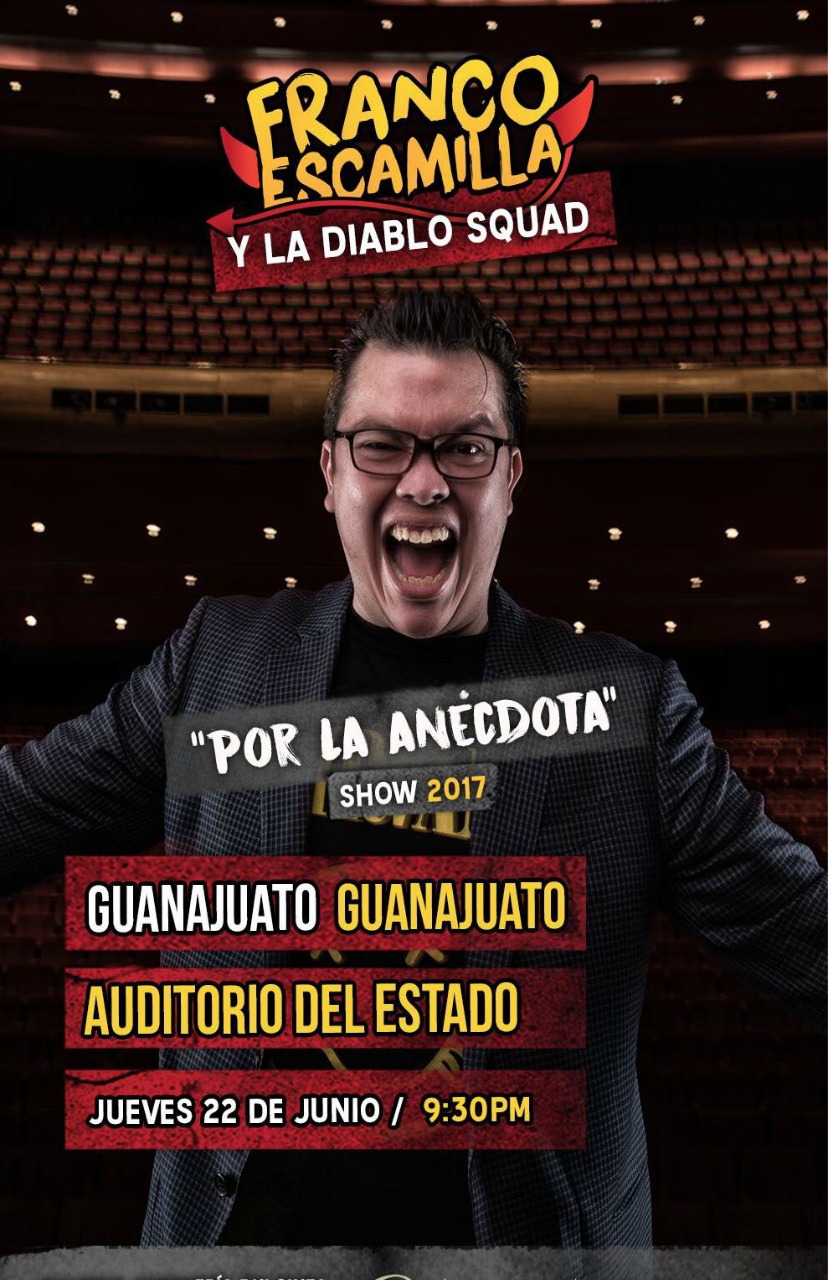 FRANCO
ESCAMILLA
Y LA DIABLO SQUAD
"POR LA ANÉCDOTA"
SHOW 2017
GUANAJUATO GUANAJUATO
AUDITORIO DEL ESTADO
JUEVES 22 DE JUNIO / 9:30PM